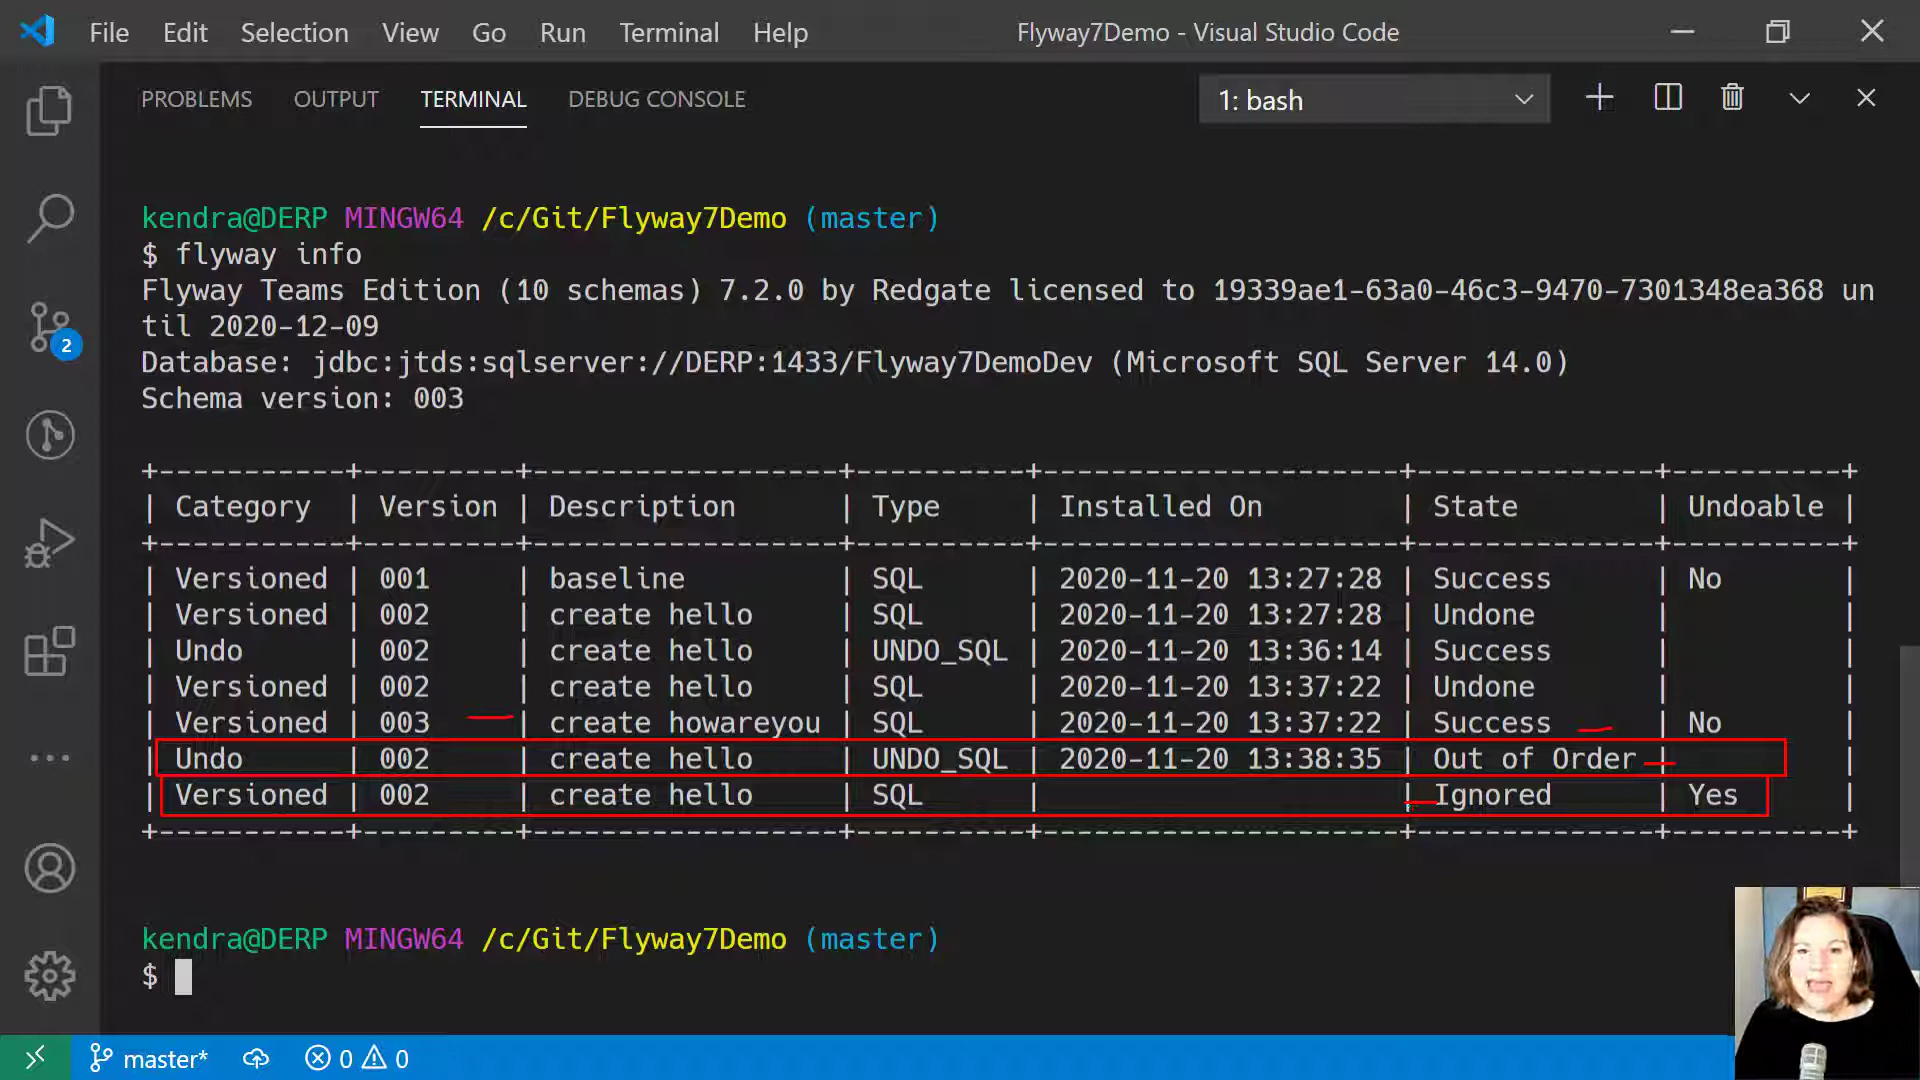 File Edit Selection View Go Run Terminal Help Flyway7Demo - Visual Studio Code
PROBLEMS OUTPUT TERMINAL DEBUG CONSOLE 1: bash
kendra@DERP MINGW64 /c/Git/Flyway7Demo (master)
$ flyway info
Flyway Teams Edition (10 schemas) 7.2.0 by Redgate licensed to 19339ae1-63a0-46c3-9470-7301348ea368 un
til 2020-12-09
Database: jdbc:jtds:sqlserver://DERP:1433/Flyway7DemoDev (Microsoft SQL Server 14.0)
Schema version: 003
+-----------+---------+------------------+----------+---------------------+--------------+----------+
| Category  | Version | Description      | Type     | Installed On        | State        | Undoable |
+-----------+---------+------------------+----------+---------------------+--------------+----------+
| Versioned | 001     | baseline         | SQL      | 2020-11-20 13:27:28 | Success      | No       |
| Versioned | 002     | create hello     | SQL      | 2020-11-20 13:27:28 | Undone       |          |
| Undo      | 002     | create hello     | UNDO_SQL | 2020-11-20 13:36:14 | Success      |          |
| Versioned | 002     | create hello     | SQL      | 2020-11-20 13:37:22 | Undone       |          |
| Versioned | 003     | create howareyou | SQL      | 2020-11-20 13:37:22 | Success      | No       |
| Undo      | 002     | create hello     | UNDO_SQL | 2020-11-20 13:38:35 | Out of Order |          |
| Versioned | 002     | create hello     | SQL      |                     | Ignored      | Yes      |
+-----------+---------+------------------+----------+---------------------+--------------+----------+
kendra@DERP MINGW64 /c/Git/Flyway7Demo (master)
$
2
master* 0 0